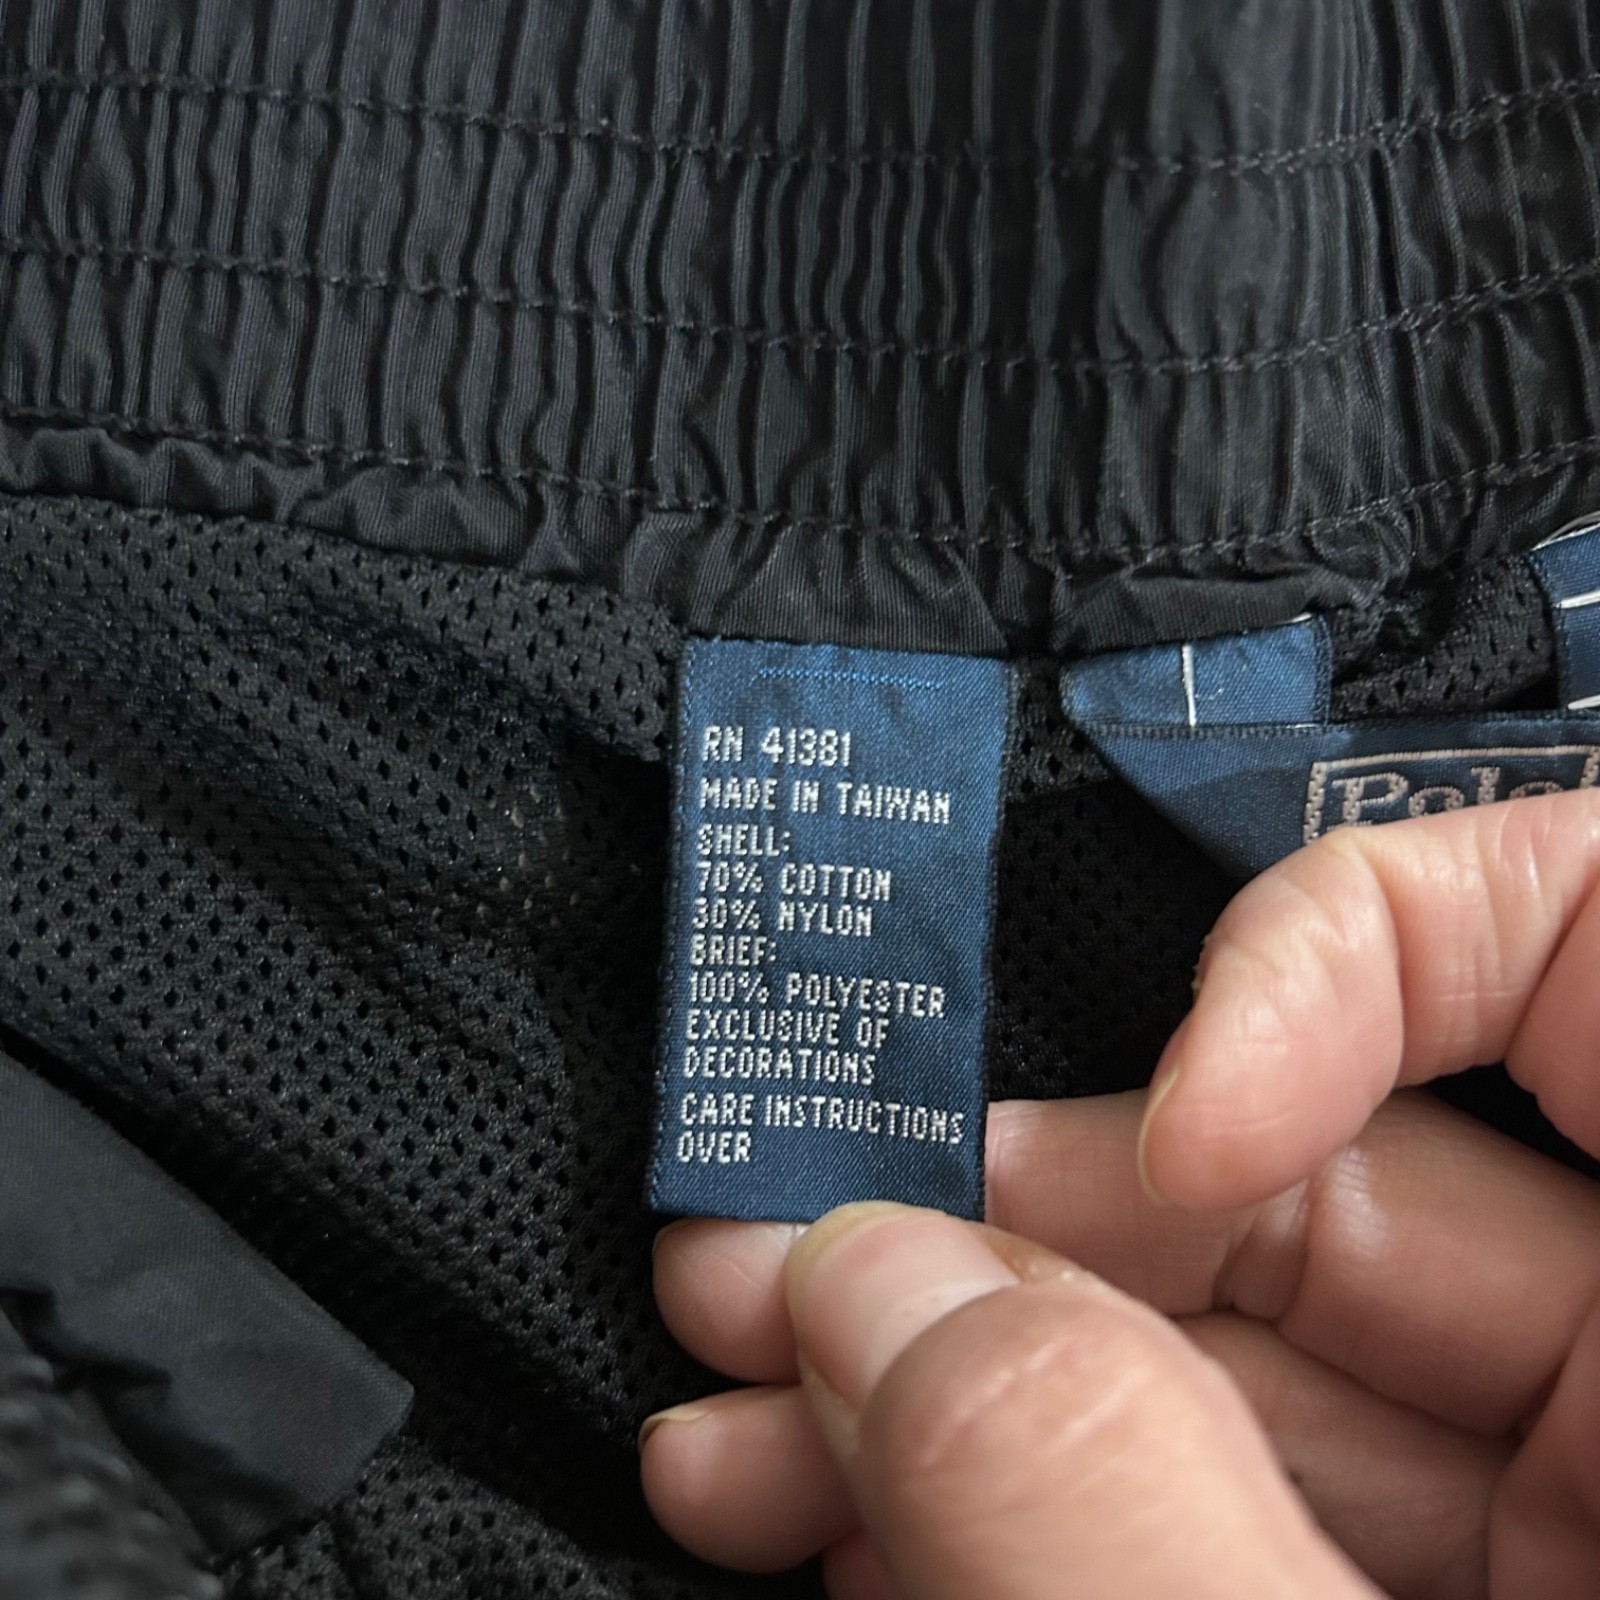 RN 41381
MADE IN TAIWAN
SHELL:
70% COTTON
30% NYLON
BRIEF:
100% POLYESTER
EXCLUSIVE OF
DECORATIONS
CARE INSTRUCTIONS
OVER
Polo